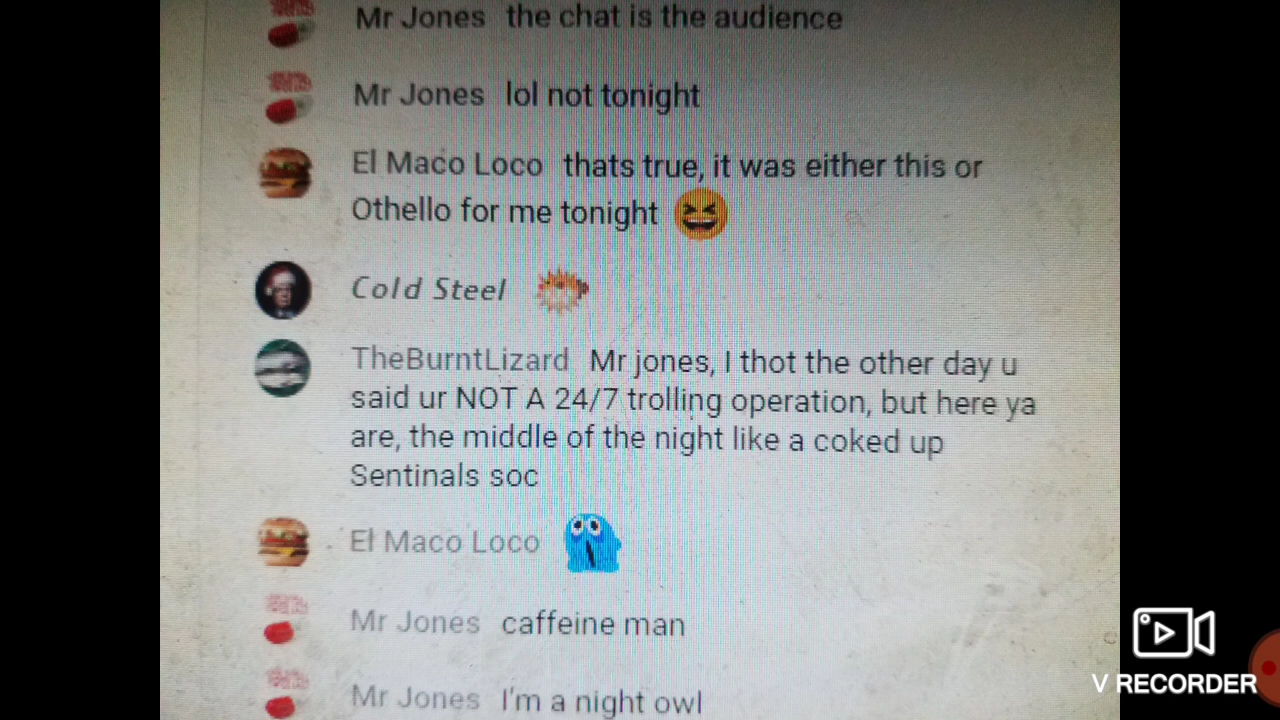 Mr Jones the chat is the audience
Mr Jones lol not tonight
El Maco Loco thats true, it was either this or
Othello for me tonight
Cold Steel
TheBurntLizard Mr jones, I thot the other day u
said ur NOT A 24/7 trolling operation, but here ya
are, the middle of the night like a coked up
Sentinals soc
El Maco Loco
Mr Jones caffeine man
Mr Jones I'm a night owl
V RECORDER